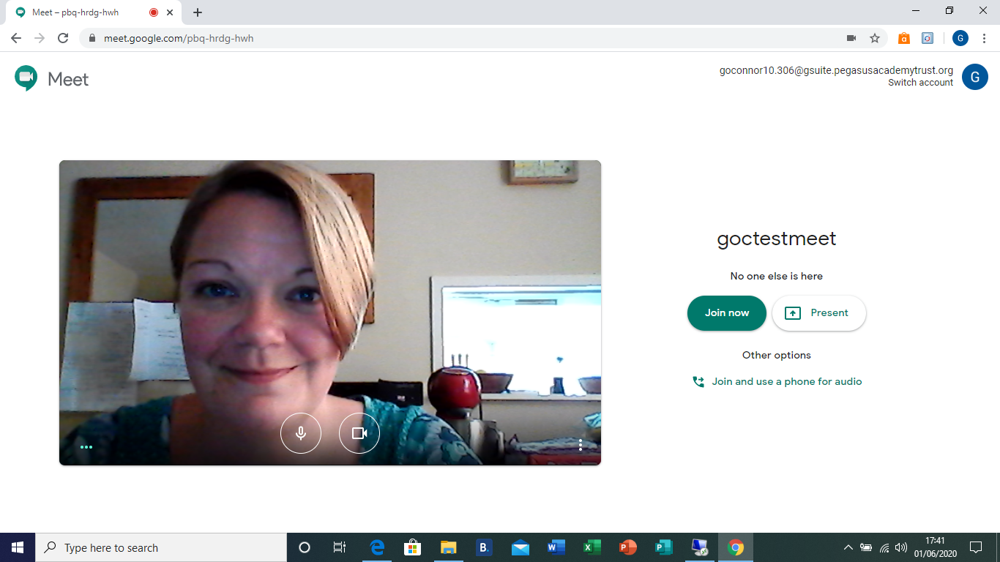 Meet – pbq-hrdg-hwh
meet.google.com/pbq-hrdg-hwh
G
Meet
goconnor10.306@gsuite.pegasusacademytrust.org
Switch account
G
goctestmeet
No one else is here
Join now
Present
Other options
Join and use a phone for audio
Type here to search
17:41
01/06/2020